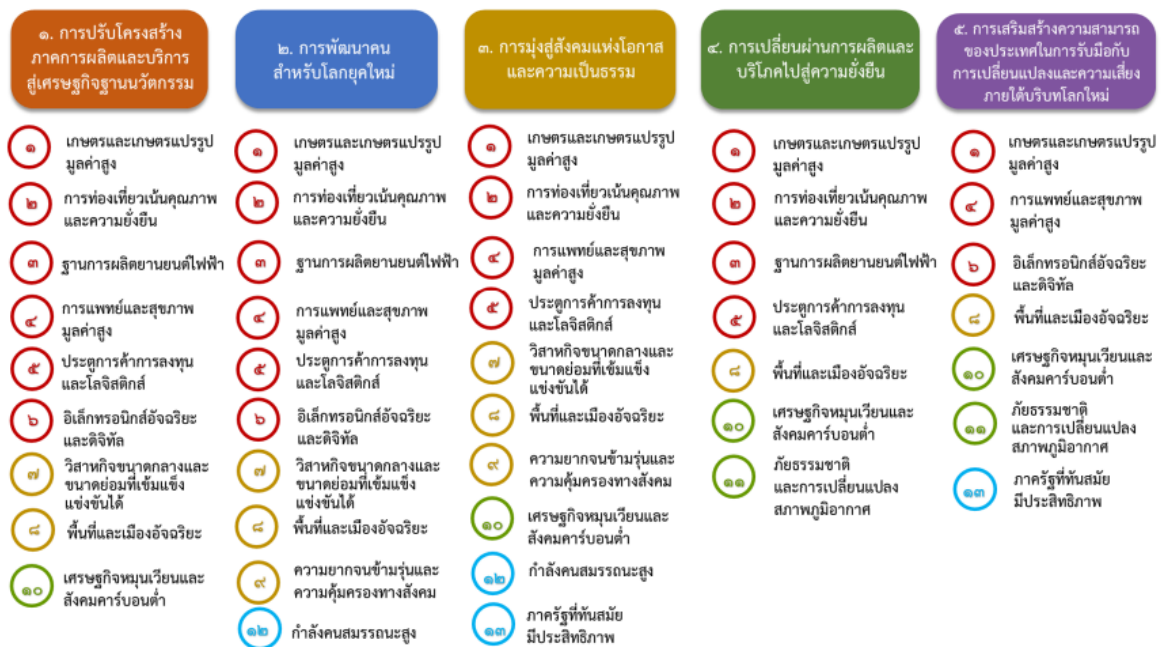 ๑. การปรับโครงสร้าง
ภาคการผลิตและบริการ
สู่เศรษฐกิจฐานนวัตกรรม
๑
เกษตรและเกษตรแปรรูป
มูลค่าสูง
๒
การท่องเที่ยวเน้นคุณภาพ
และความยั่งยืน
๓
ฐานการผลิตยานยนต์ไฟฟ้า
๔
การแพทย์และสุขภาพ
มูลค่าสูง
๕
ประตูการค้าการลงทุน
และโลจิสติกส์
๖
อิเล็กทรอนิกส์อัจฉริยะ
และดิจิทัล
๗
วิสาหกิจขนาดกลางและ
ขนาดย่อมที่เข้มแข็ง
แข่งขันได้
๘
พื้นที่และเมืองอัจฉริยะ
๑๐
เศรษฐกิจหมุนเวียนและ
สังคมคาร์บอนต่ำ
๒. การพัฒนาคน
สำหรับโลกยุคใหม่
๑
เกษตรและเกษตรแปรรูป
มูลค่าสูง
๒
การท่องเที่ยวเน้นคุณภาพ
และความยั่งยืน
๓
ฐานการผลิตยานยนต์ไฟฟ้า
๔
การแพทย์และสุขภาพ
มูลค่าสูง
๕
ประตูการค้าการลงทุน
และโลจิสติกส์
๖
อิเล็กทรอนิกส์อัจฉริยะ
และดิจิทัล
๗
วิสาหกิจขนาดกลางและ
ขนาดย่อมที่เข้มแข็ง
แข่งขันได้
๘
พื้นที่และเมืองอัจฉริยะ
๙
ความยากจนข้ามรุ่นและ
ความคุ้มครองทางสังคม
๑๒
กำลังคนสมรรถนะสูง
๓. การมุ่งสู่สังคมแห่งโอกาส
และความเป็นธรรม
๑
เกษตรและเกษตรแปรรูป
มูลค่าสูง
๒
การท่องเที่ยวเน้นคุณภาพ
และความยั่งยืน
๔
การแพทย์และสุขภาพ
มูลค่าสูง
๕
ประตูการค้าการลงทุน
และโลจิสติกส์
๗
วิสาหกิจขนาดกลางและ
ขนาดย่อมที่เข้มแข็ง
แข่งขันได้
๘
พื้นที่และเมืองอัจฉริยะ
๙
ความยากจนข้ามรุ่นและ
ความคุ้มครองทางสังคม
๑๐
เศรษฐกิจหมุนเวียนและ
สังคมคาร์บอนต่ำ
๑๒
กำลังคนสมรรถนะสูง
๑๓
ภาครัฐที่ทันสมัย
มีประสิทธิภาพ
๔. การเปลี่ยนผ่านการผลิตและ
บริโภคไปสู่ความยั่งยืน
๑
เกษตรและเกษตรแปรรูป
มูลค่าสูง
๒
การท่องเที่ยวเน้นคุณภาพ
และความยั่งยืน
๓
ฐานการผลิตยานยนต์ไฟฟ้า
๕
ประตูการค้าการลงทุน
และโลจิสติกส์
๘
พื้นที่และเมืองอัจฉริยะ
๑๐
เศรษฐกิจหมุนเวียนและ
สังคมคาร์บอนต่ำ
๑๑
ภัยธรรมชาติ
และการเปลี่ยนแปลง
สภาพภูมิอากาศ
๕. การเสริมสร้างความสามารถ
ของประเทศในการรับมือกับ
การเปลี่ยนแปลงและความเสี่ยง
ภายใต้บริบทโลกใหม่
๑
เกษตรและเกษตรแปรรูป
มูลค่าสูง
๔
การแพทย์และสุขภาพ
มูลค่าสูง
๖
อิเล็กทรอนิกส์อัจฉริยะ
และดิจิทัล
๘
พื้นที่และเมืองอัจฉริยะ
๑๐
เศรษฐกิจหมุนเวียนและ
สังคมคาร์บอนต่ำ
๑๑
ภัยธรรมชาติ
และการเปลี่ยนแปลง
สภาพภูมิอากาศ
๑๓
ภาครัฐที่ทันสมัย
มีประสิทธิภาพ